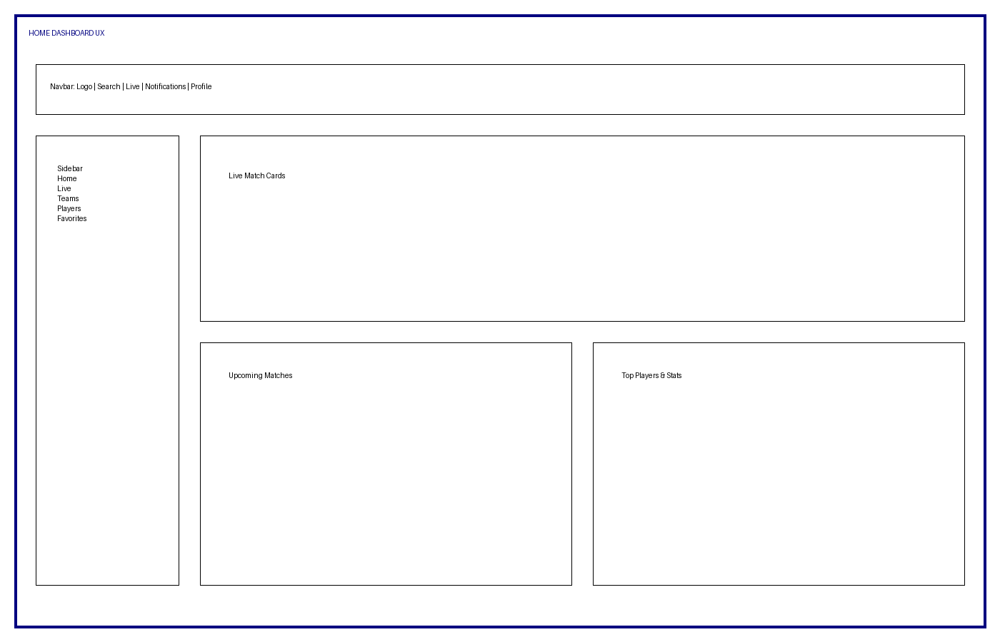 HOME DASHBOARD UX
Navbar: Logo | Search | Live | Notifications | Profile
Sidebar
Home
Live
Teams
Players
Favorites
Live Match Cards
Upcoming Matches
Top Players & Stats